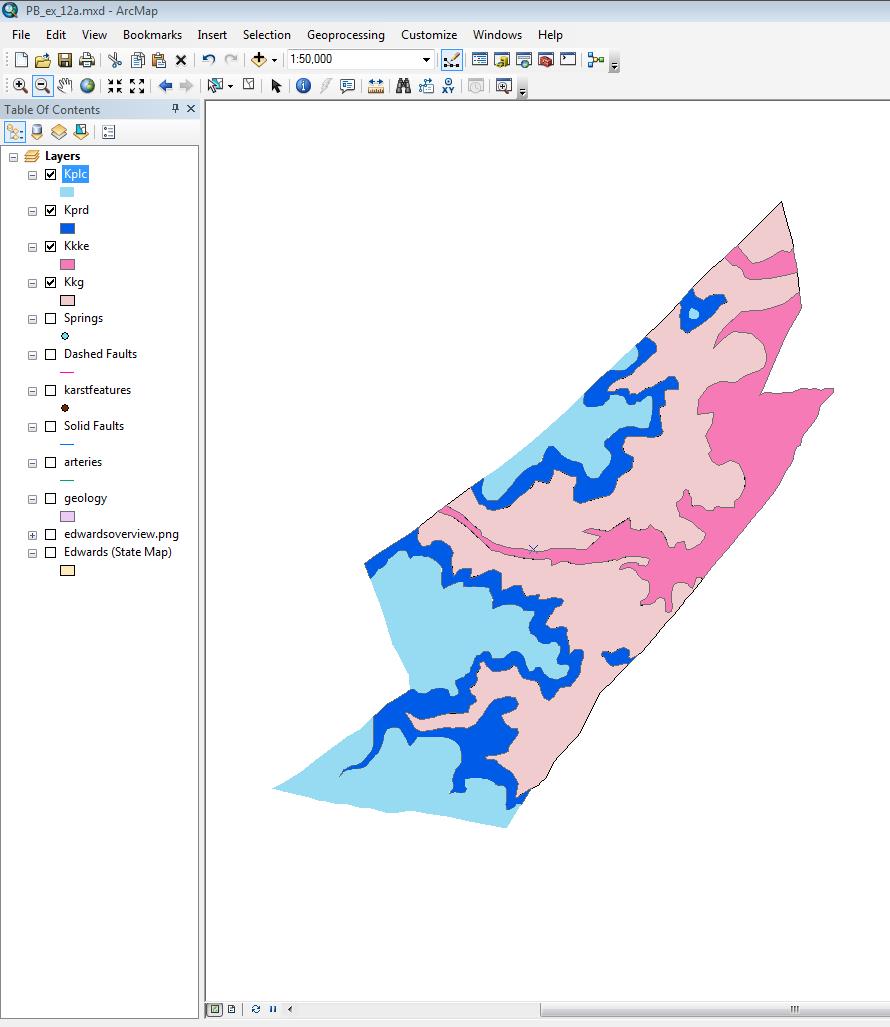 PB_ex_12a.mxd - ArcMap
File Edit View Bookmarks Insert Selection Geoprocessing Customize Windows Help
1:50,000
XY
Table Of Contents
Layers
Kplc
Kprd
Kkke
Kkg
Springs
Dashed Faults
karstfeatures
Solid Faults
arteries
geology
edwardsoverview.png
Edwards (State Map)